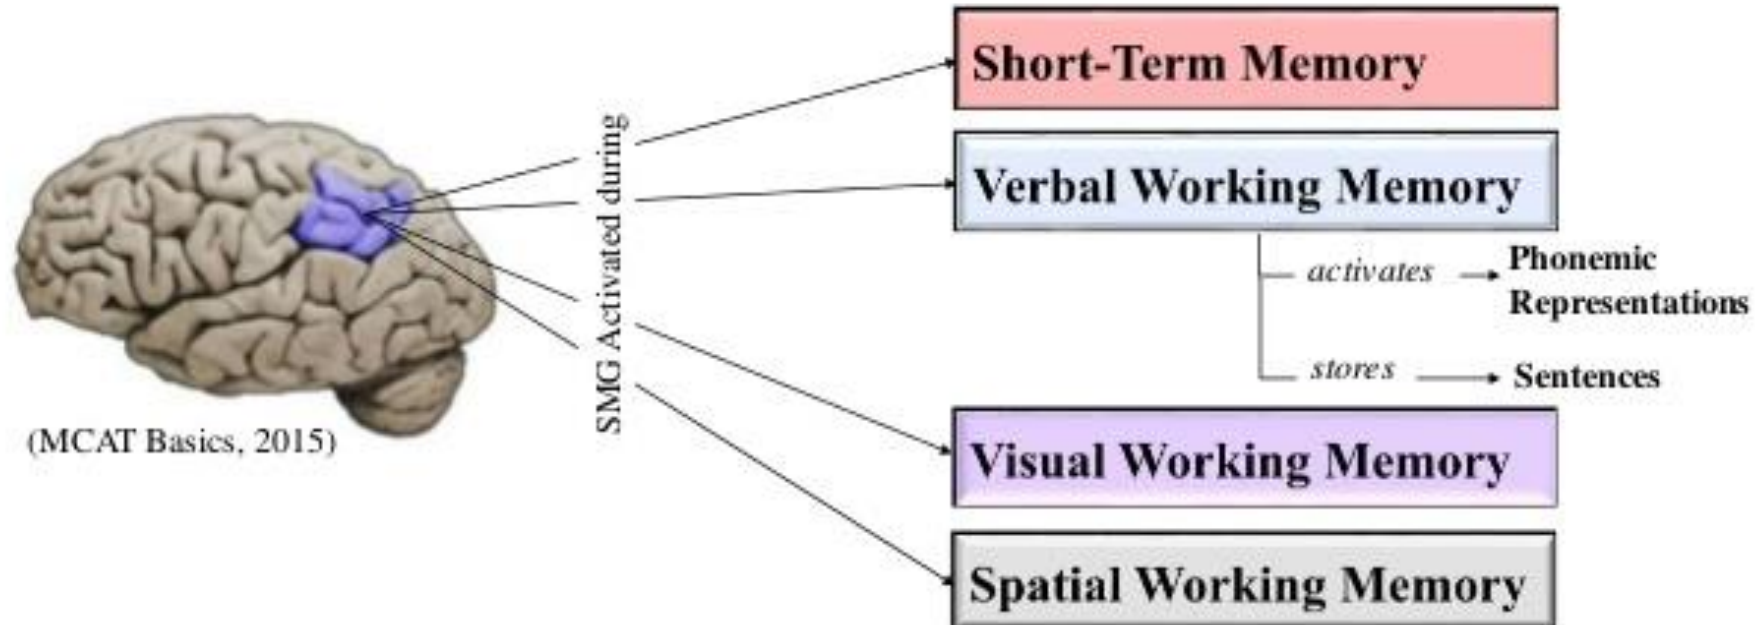 Short-Term Memory
SMG Activated during
Verbal Working Memory
activates
Phonemic
Representations
stores
Sentences
(MCAT Basics, 2015)
Visual Working Memory
Spatial Working Memory